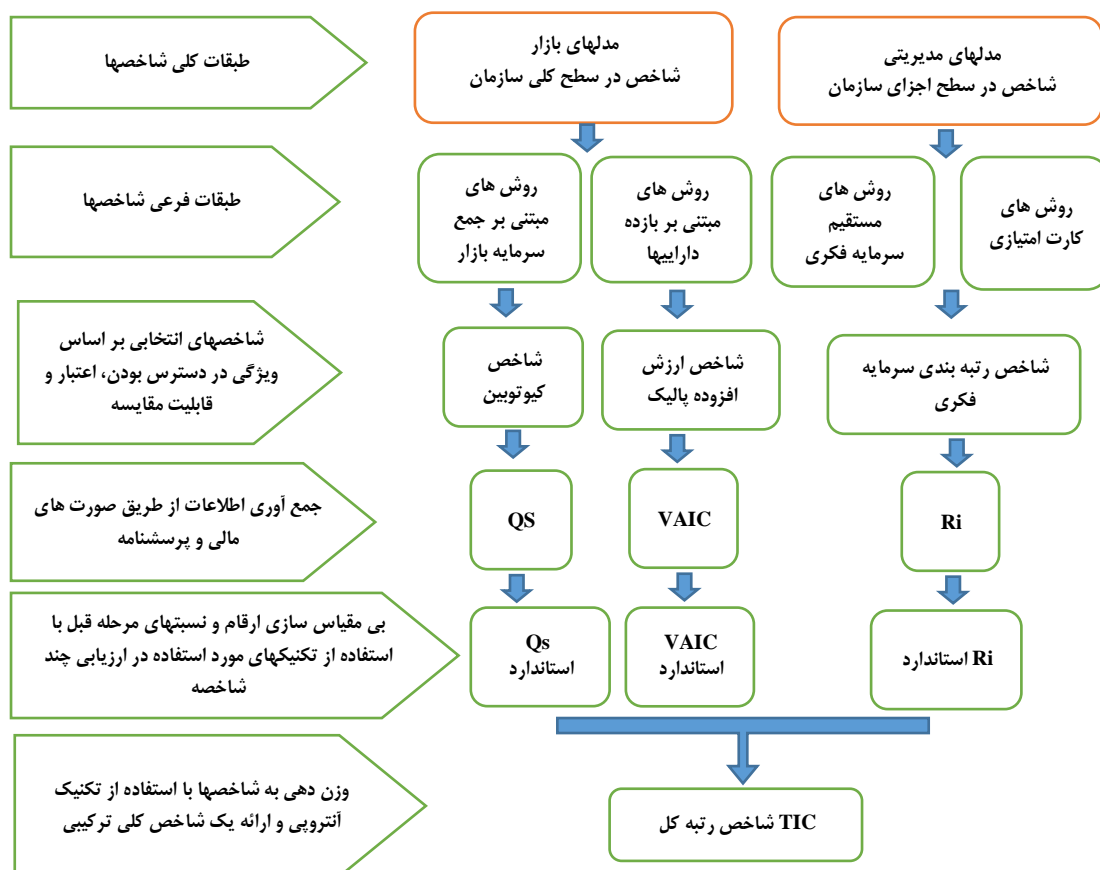 طبقات کلی شاخصها
مدلهای بازار
شاخص در سطح کلی سازمان
مدلهای مدیریتی
شاخص در سطح اجزای سازمان
طبقات فرعی شاخصها
روش های
مبتنی بر جمع
سرمایه بازار
روش های
مبتنی بر بازده
داراییها
روش های
مستقیم
سرمایه فکری
روش های
کارت امتیازی
شاخصهای انتخابی بر اساس
ویژگی در دسترس بودن، اعتبار و
قابلیت مقایسه
شاخص
کیوتوبین
شاخص ارزش
افزوده پالیک
شاخص رتبه بندی سرمایه
فکری
جمع آوری اطلاعات از طریق صورت های
مالی و پرسشنامه
QS
VAIC
Ri
بی مقیاس سازی ارقام و نسبتهای مرحله قبل با
استفاده از تکنیکهای مورد استفاده در ارزیابی چند
شاخصه
Qs
استاندارد
VAIC
استاندارد
Ri استاندارد
وزن دهی به شاخصها با استفاده از تکنیک
آنتروپی و ارائه یک شاخص کلی ترکیبی
TIC شاخص رتبه کل